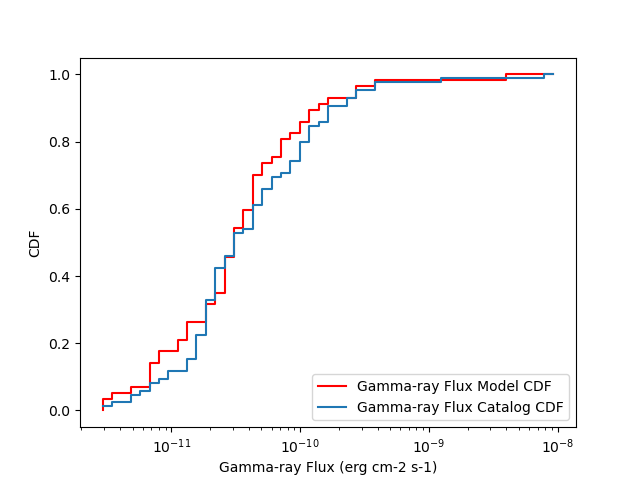 1.0
0.8
0.6
0.4
0.2
0.0
CDF
10⁻¹¹
10⁻¹⁰
10⁻⁹
10⁻⁸
Gamma-ray Flux (erg cm-2 s-1)
Gamma-ray Flux Model CDF
Gamma-ray Flux Catalog CDF